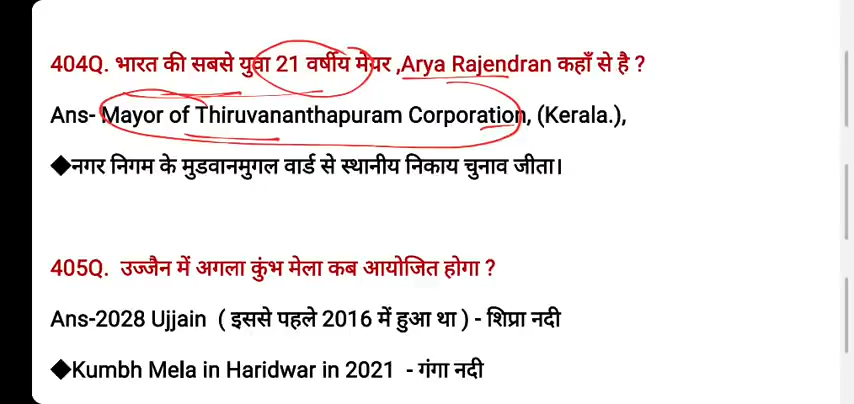 404Q. भारत की सबसे युवा 21 वर्षीय मेयर ,Arya Rajendran कहाँ से है ?
Ans- Mayor of Thiruvananthapuram Corporation, (Kerala.),
◆नगर निगम के मुडवानमुगल वार्ड से स्थानीय निकाय चुनाव जीता।
405Q. उज्जैन में अगला कुंभ मेला कब आयोजित होगा ?
Ans-2028 Ujjain ( इससे पहले 2016 में हुआ था ) - शिप्रा नदी
◆Kumbh Mela in Haridwar in 2021 - गंगा नदी